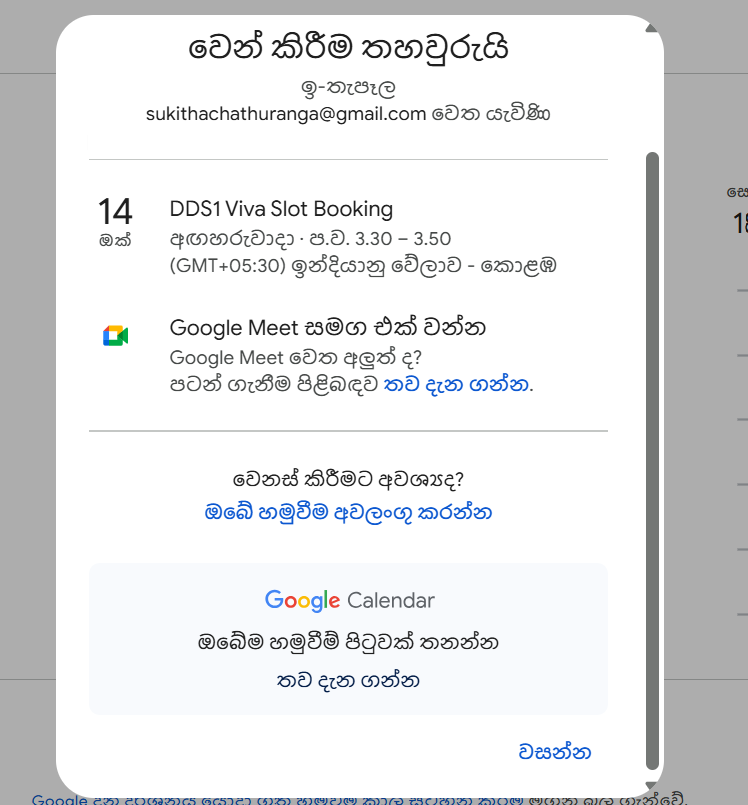 වෙන් කිරීම තහවුරුයි
ඉ-තැපෑල
sukithachathuranga@gmail.com වෙත යැවිණි
14
ඔක්
DDS1 Viva Slot Booking
අඟහරුවාදා · ප.ව. 3.30 – 3.50
(GMT+05:30) ඉන්දියානු වේලාව - කොළඹ
Google Meet සමග එක් වන්න
Google Meet වෙත අලුත් ද?
පටන් ගැනීම පිළිබඳව තව දැන ගන්න.
වෙනස් කිරීමට අවශ්‍යද?
ඔබේ හමුවීම අවලංගු කරන්න
Google Calendar
ඔබේම හමුවීම් පිටුවක් තනන්න
තව දැන ගන්න
වසන්න